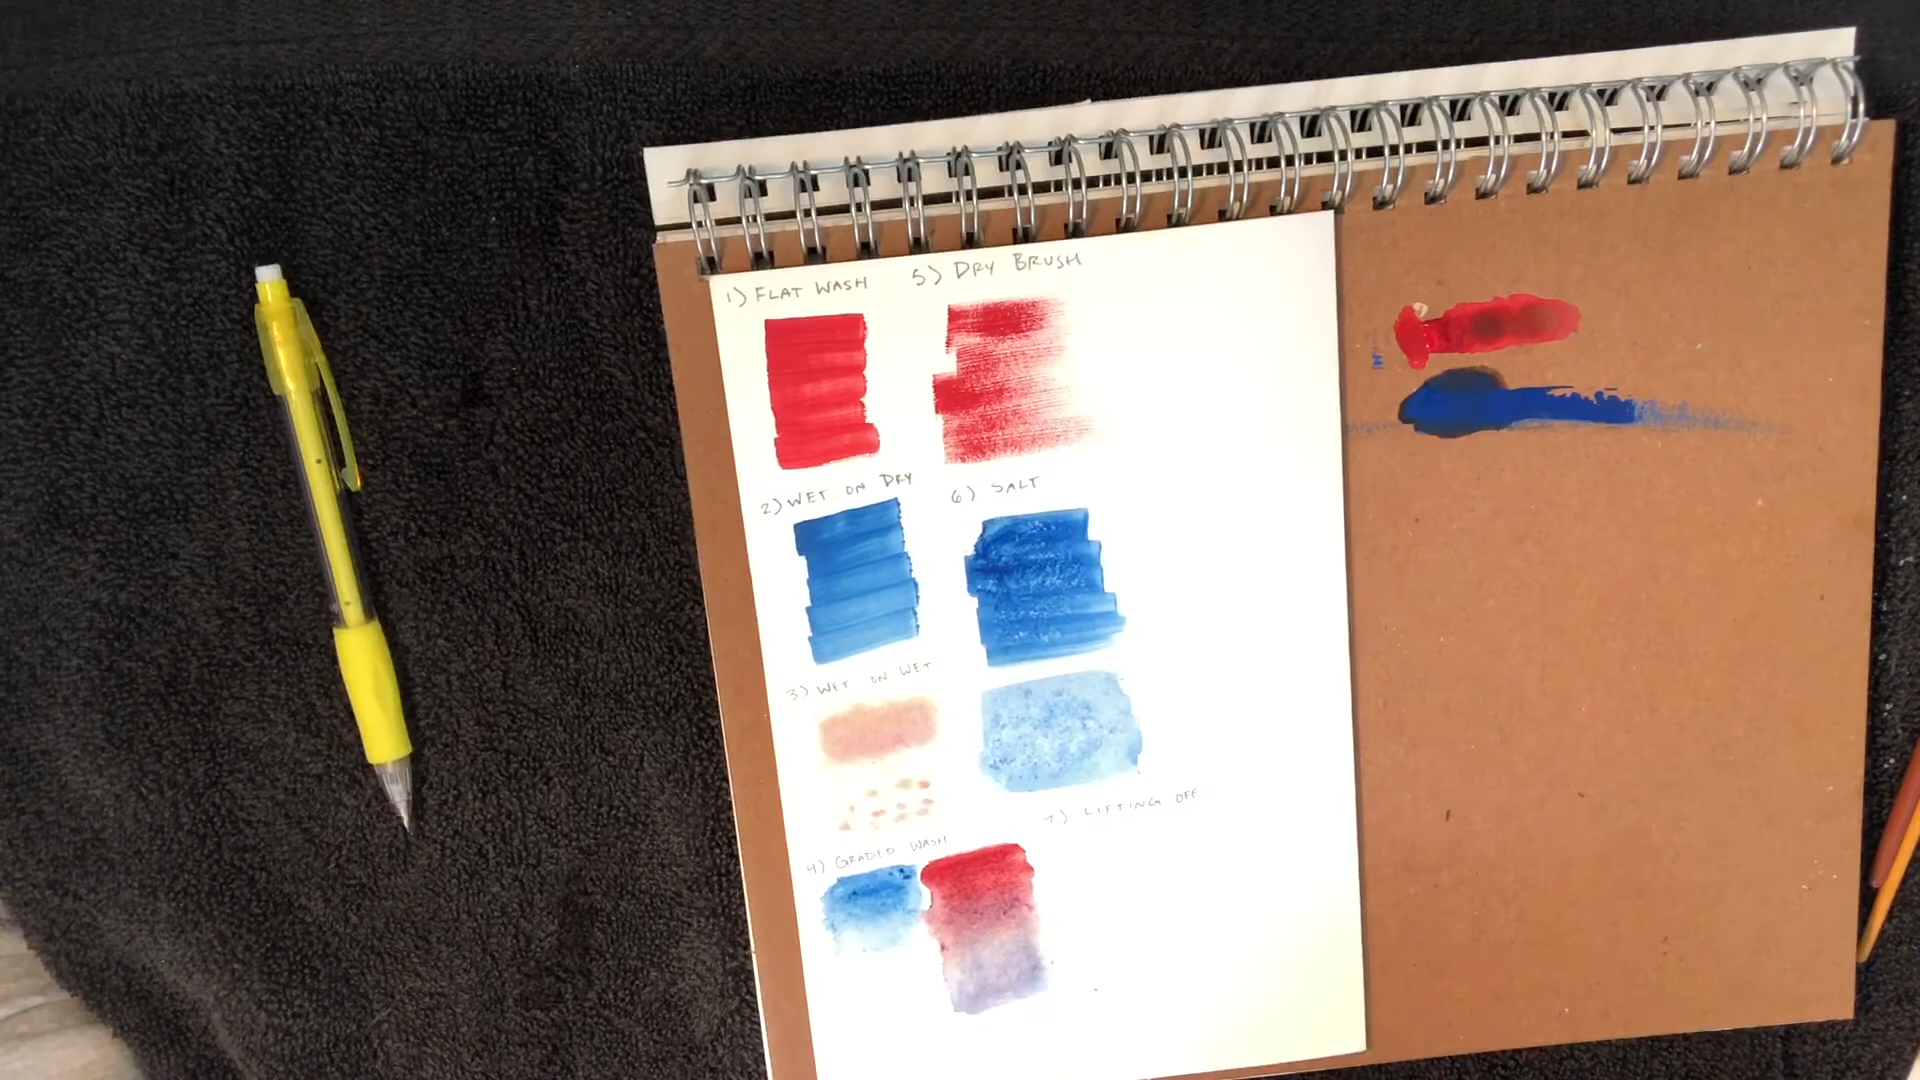 1) FLAT WASH
2) WET ON DRY
3) WET ON WET
4) GRADED WASH
5) DRY BRUSH
6) SALT
7) LIFTING OFF